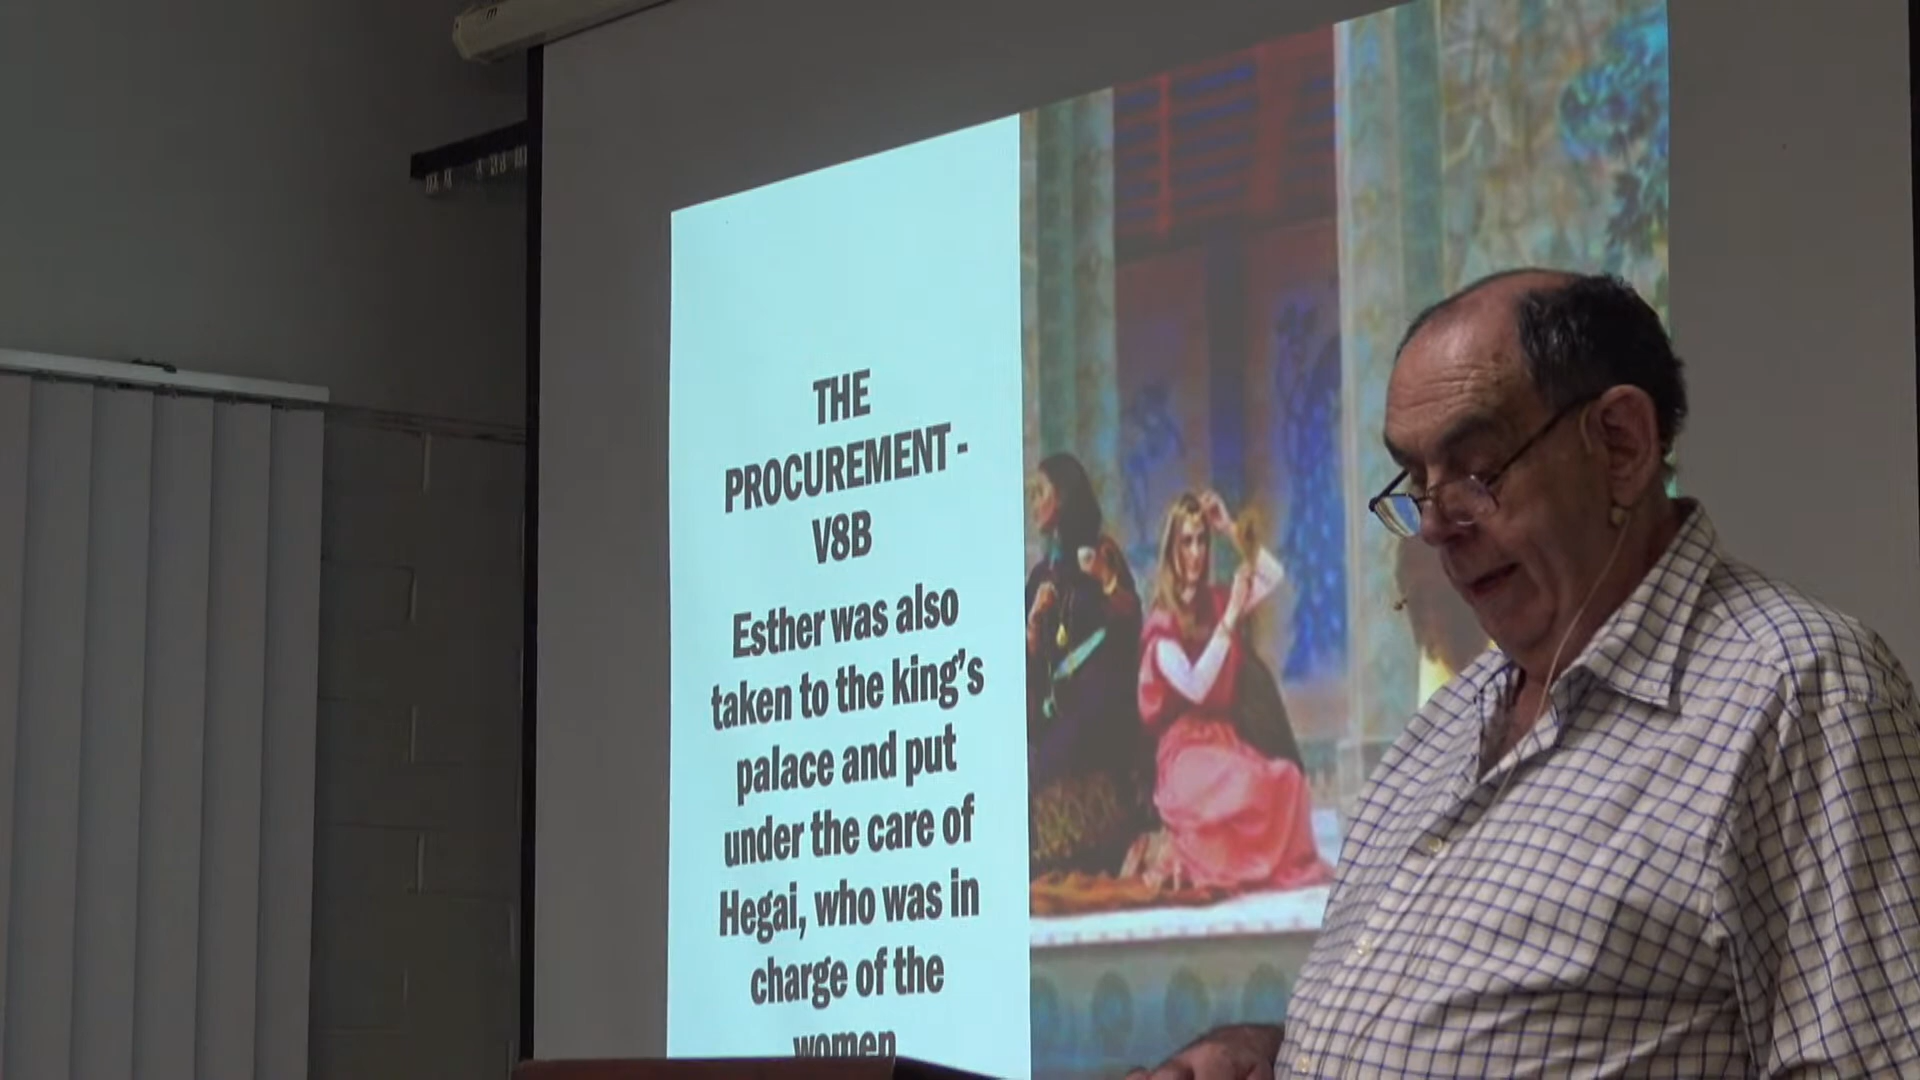 THE
PROCUREMENT -
V8B
Esther was also
taken to the king's
palace and put
under the care of
Hegai, who was in
charge of the
women